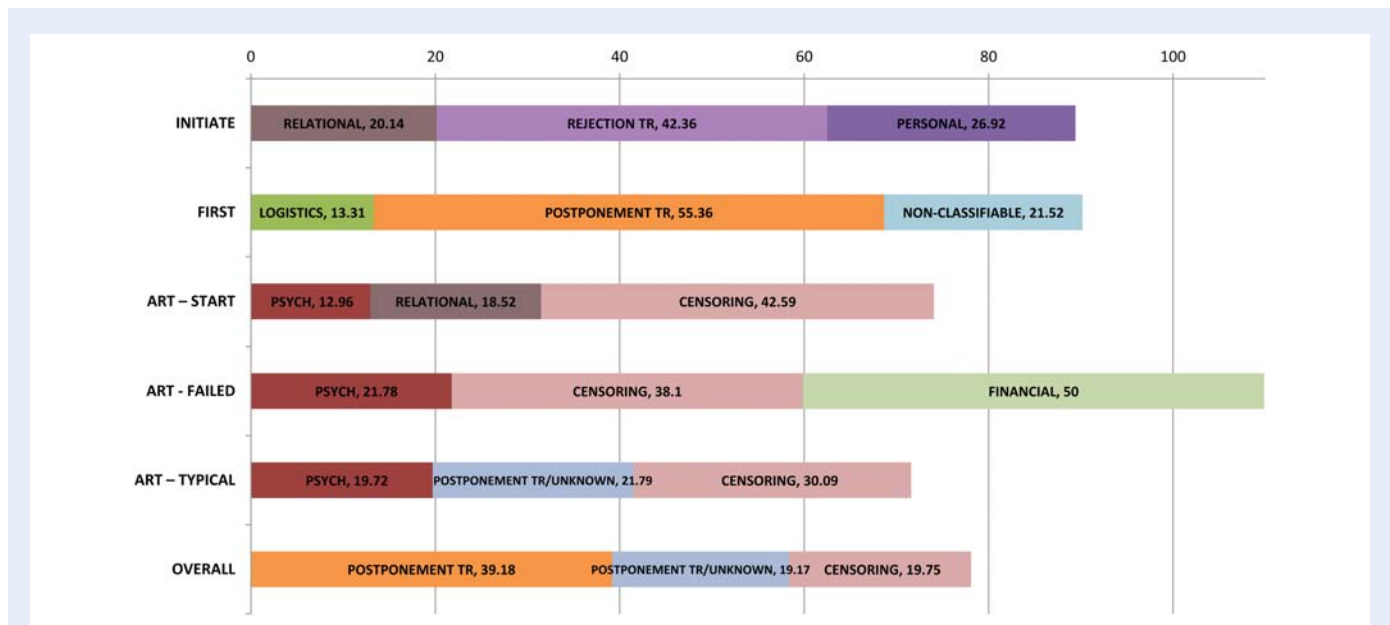 0 20 40 60 80 100
INITIATE RELATIONAL, 20.14 REJECTION TR, 42.36 PERSONAL, 26.92
FIRST LOGISTICS, 13.31 POSTPONEMENT TR, 55.36 NON-CLASSIFIABLE, 21.52
ART – START PSYCH, 12.96 RELATIONAL, 18.52 CENSORING, 42.59
ART - FAILED PSYCH, 21.78 CENSORING, 38.1 FINANCIAL, 50
ART – TYPICAL PSYCH, 19.72 POSTPONEMENT TR/UNKNOWN, 21.79 CENSORING, 30.09
OVERALL POSTPONEMENT TR, 39.18 POSTPONEMENT TR/UNKNOWN, 19.17 CENSORING, 19.75